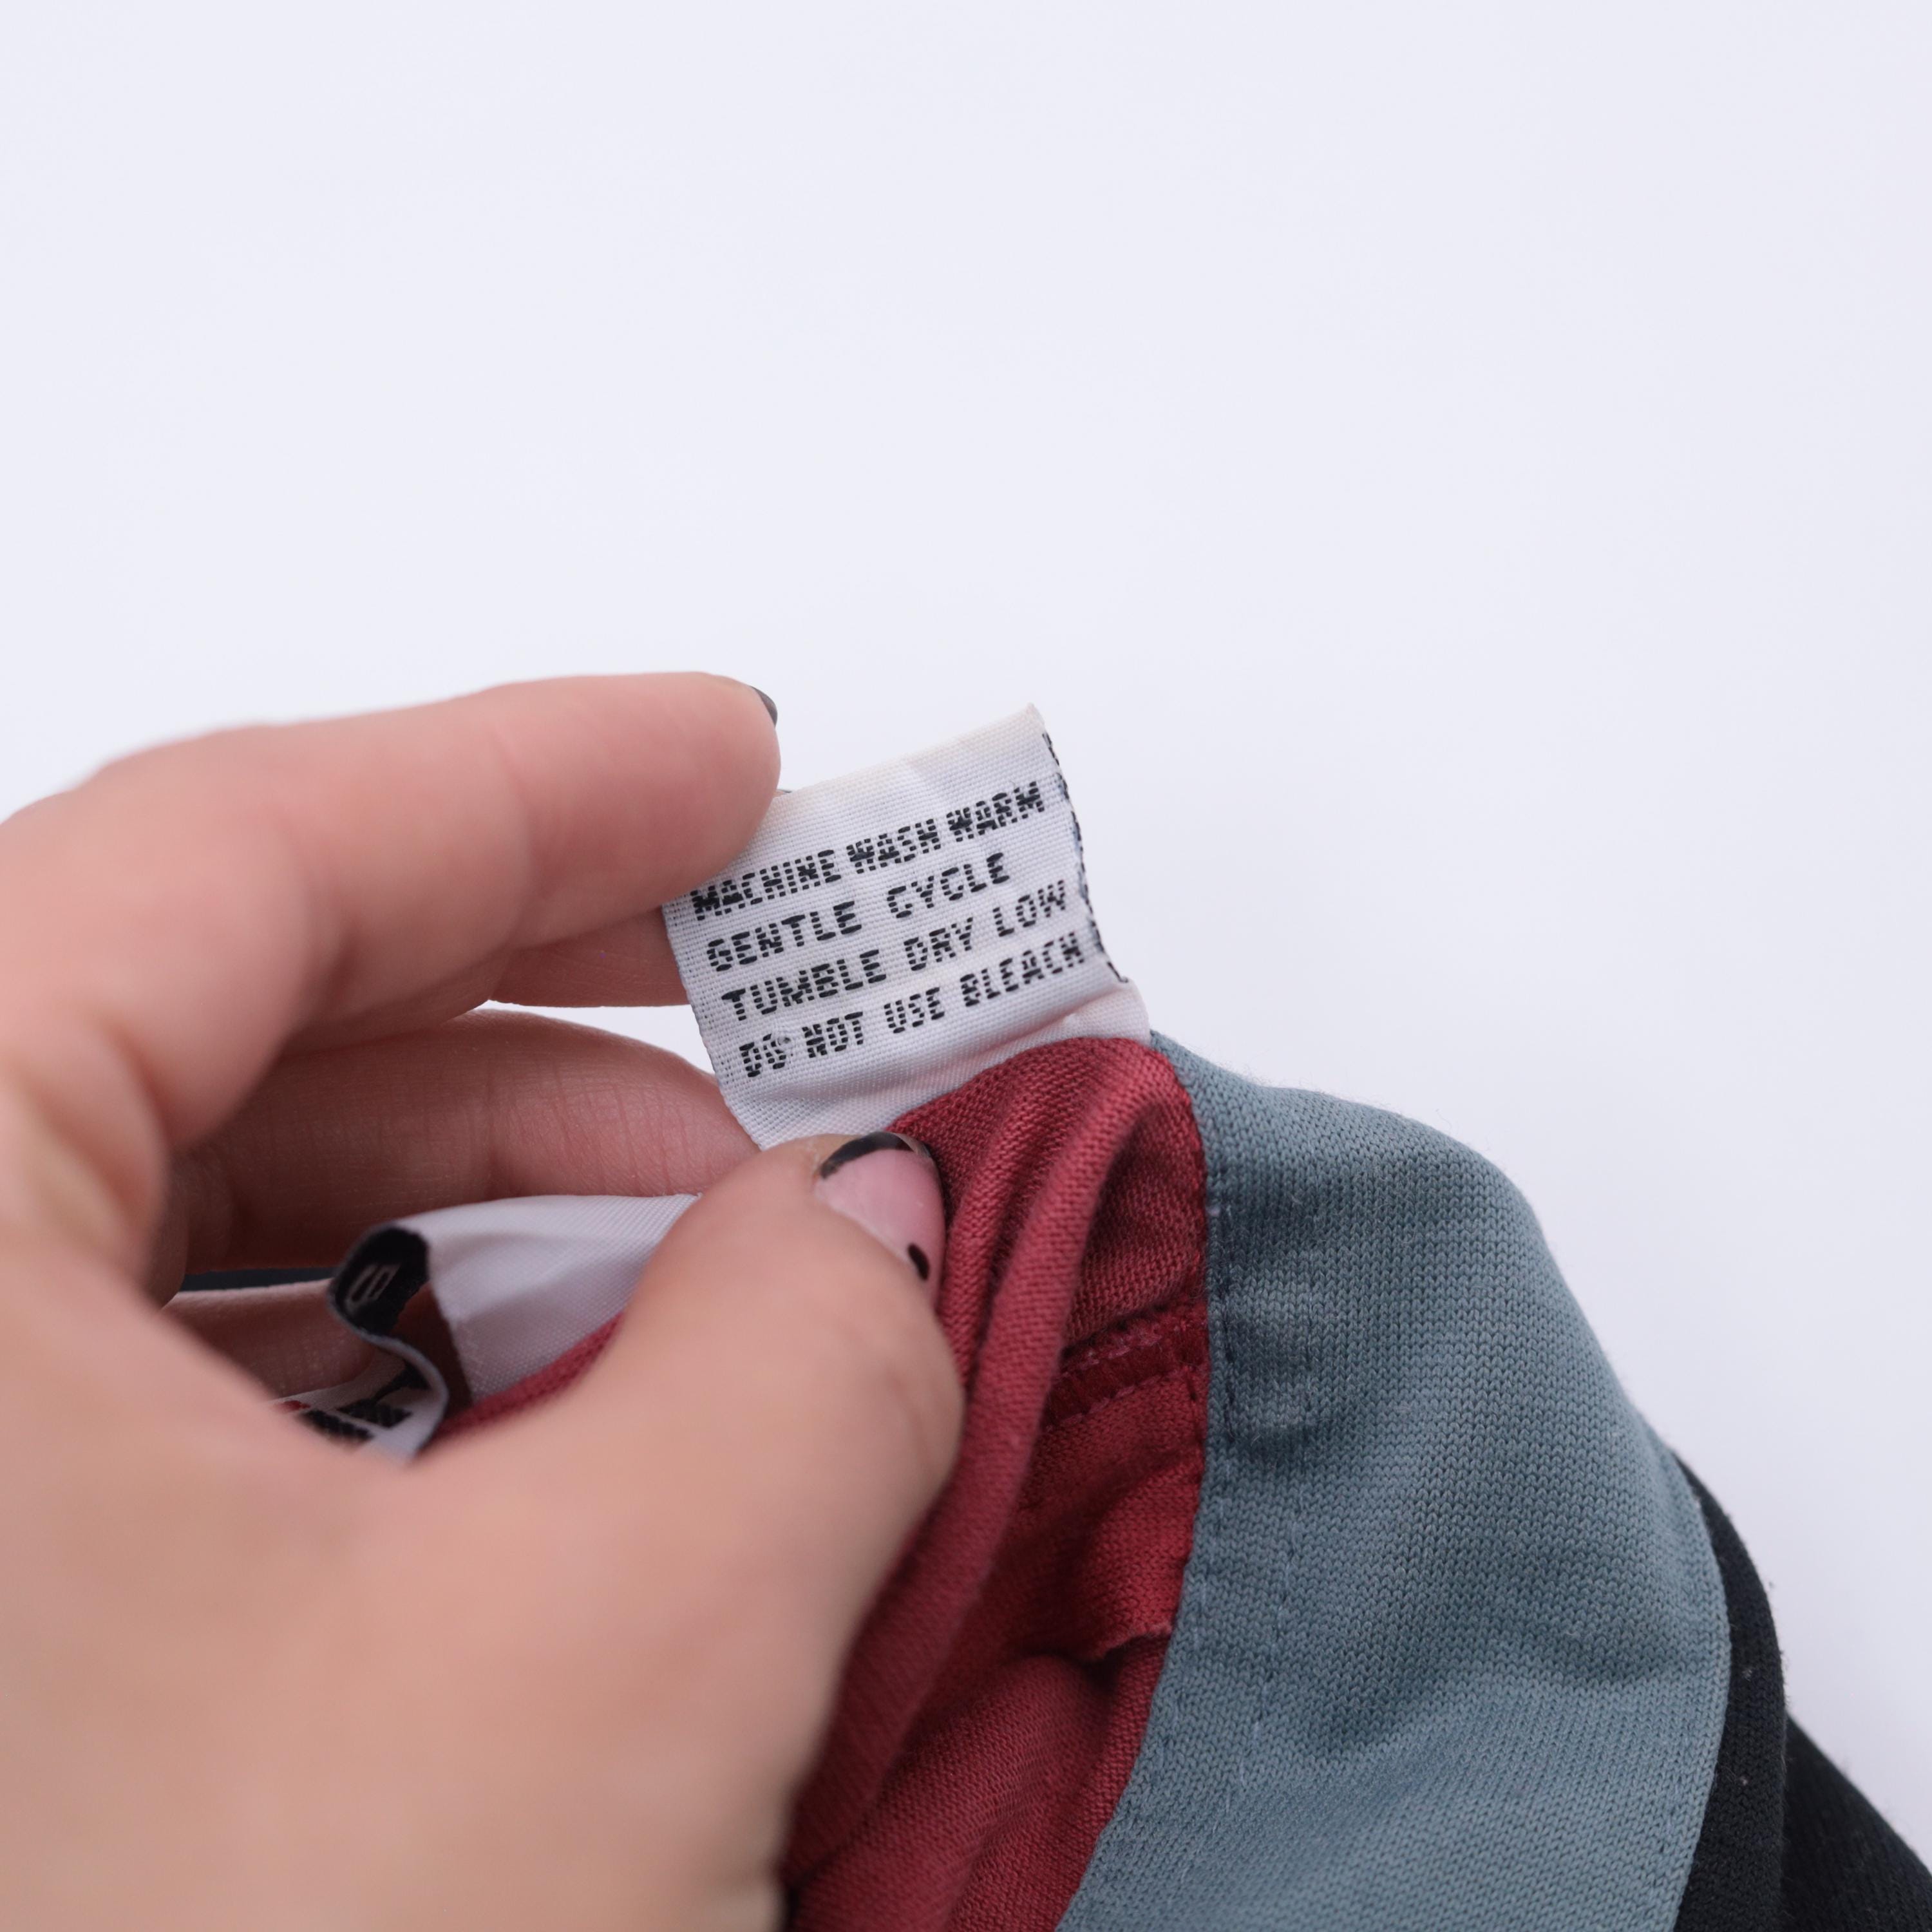 MACHINE WASH WARM
GENTLE CYCLE
TUMBLE DRY LOW
DO NOT USE BLEACH